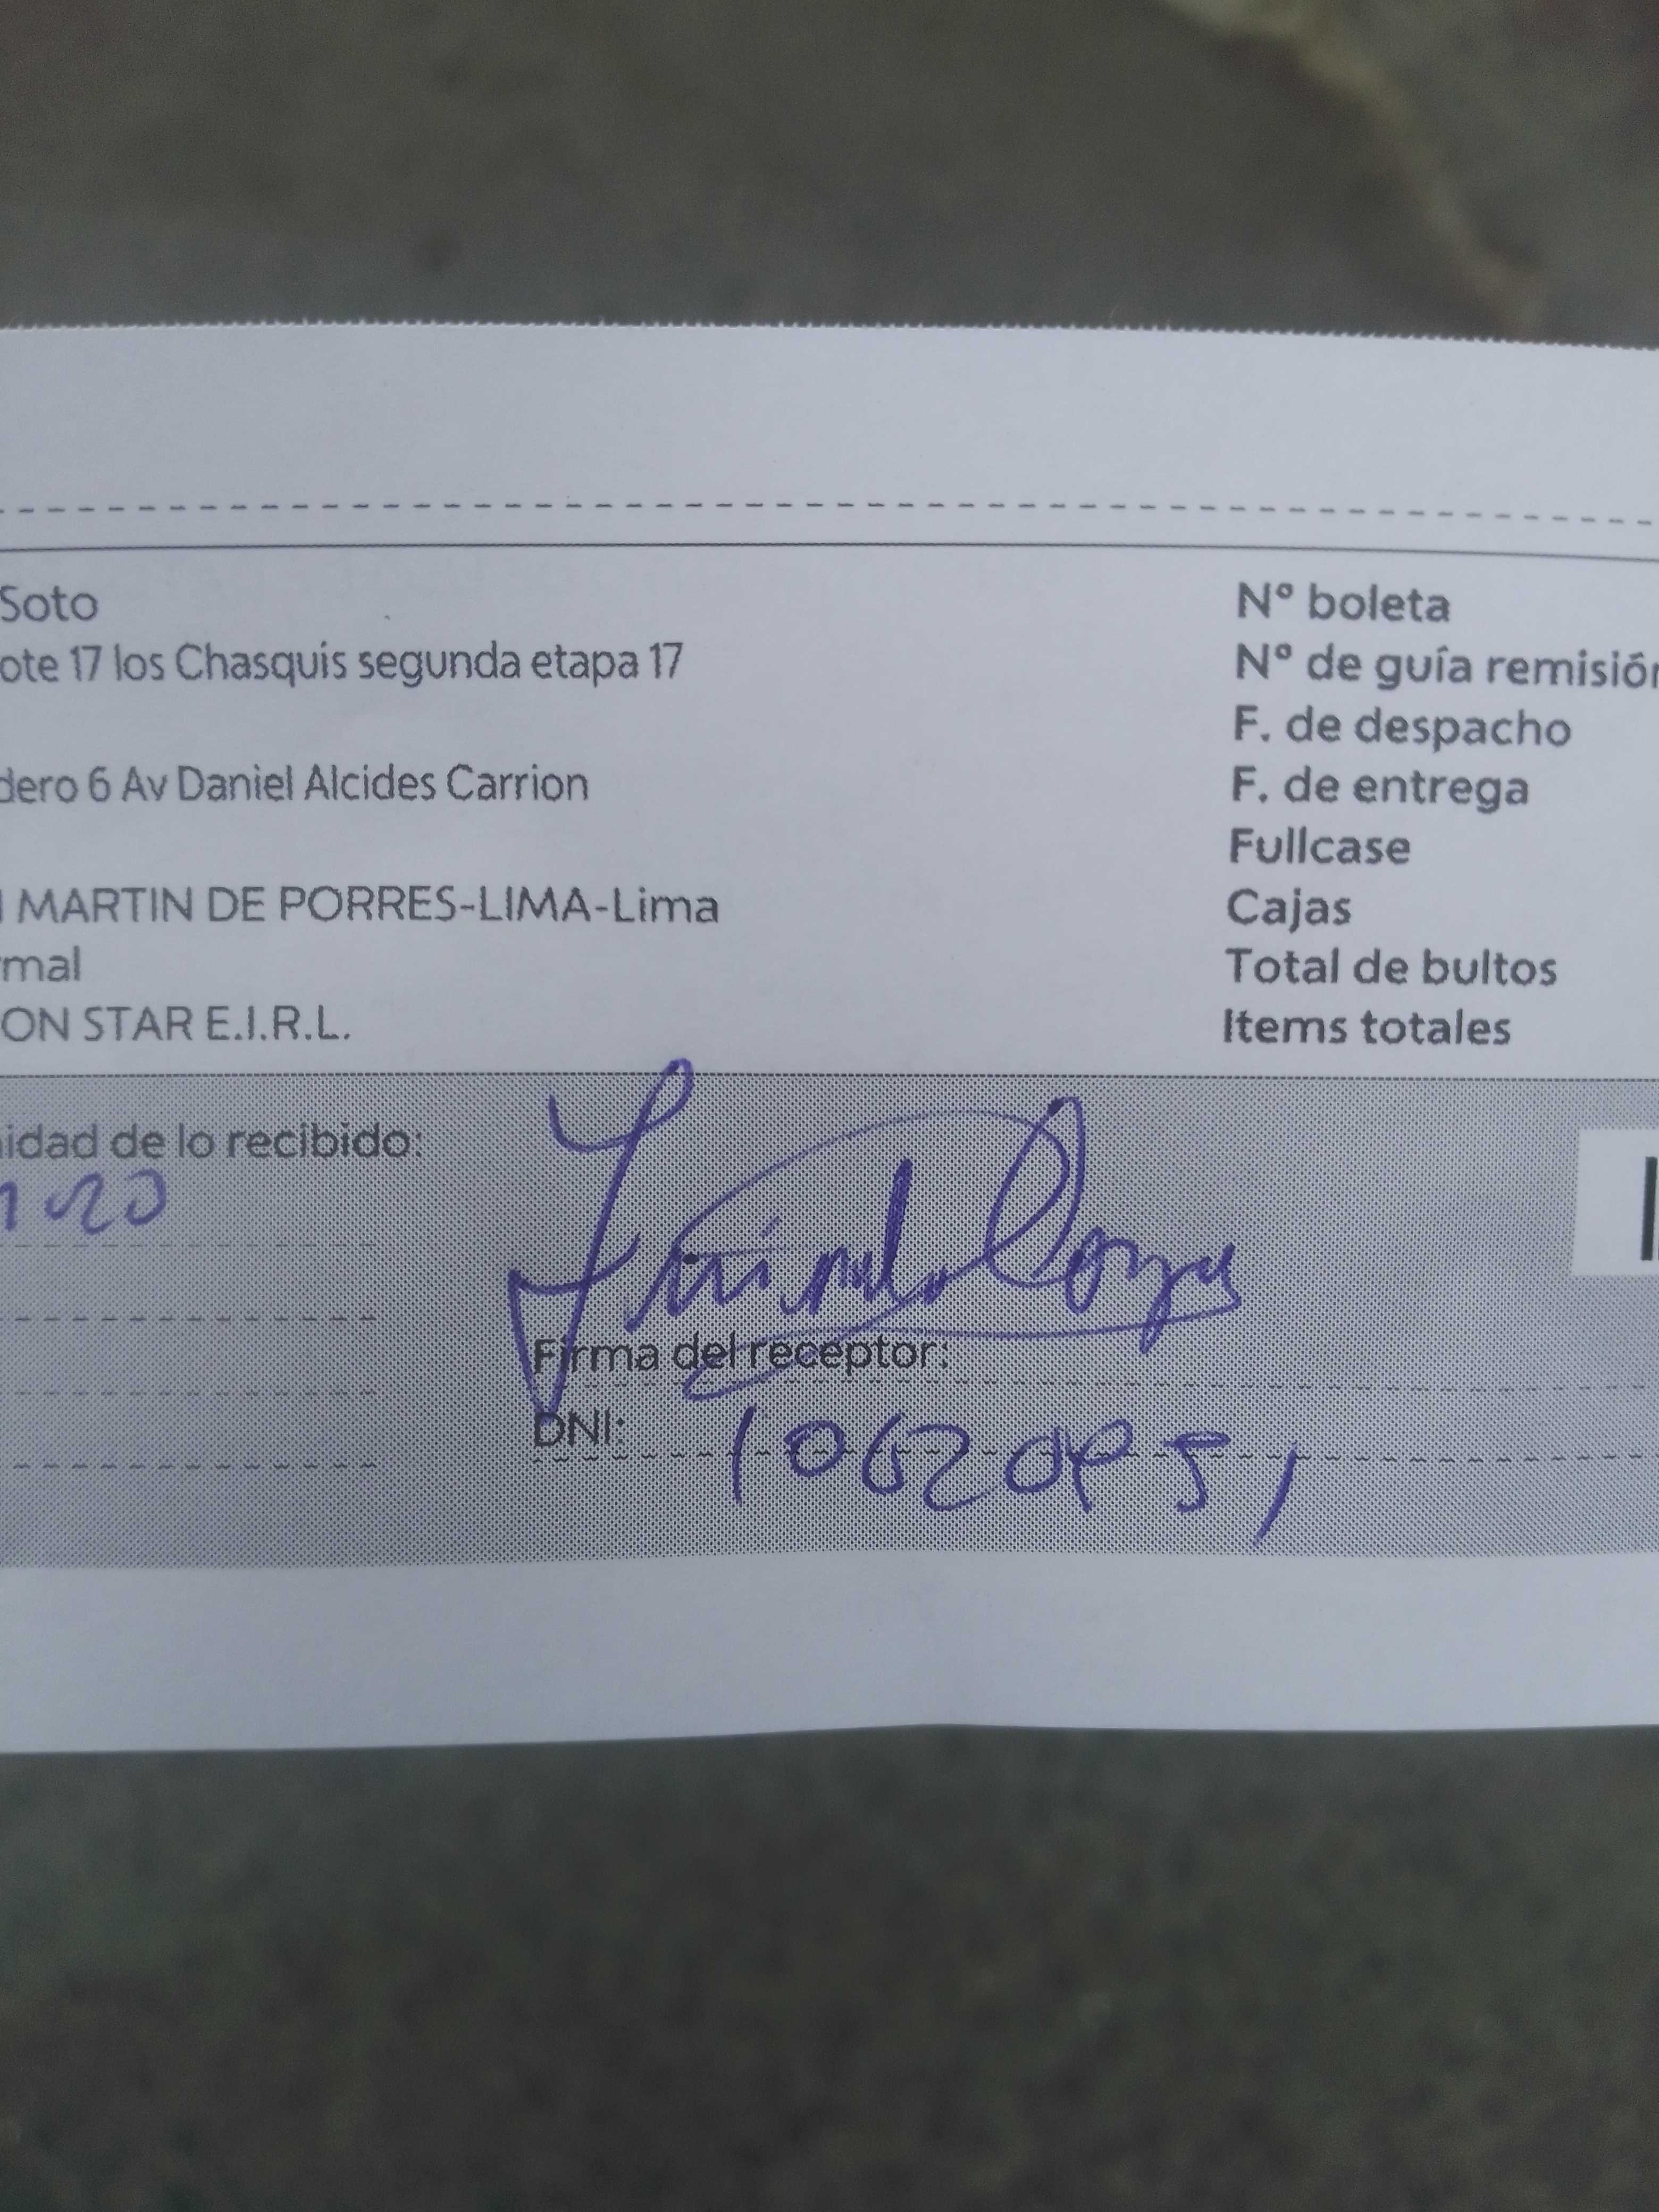 Soto
ote 17 los Chasquis segunda etapa 17
dero 6 Av Daniel Alcides Carrion
MARTIN DE PORRES-LIMA-Lima
rmal
ON STAR E.I.R.L.
Nº boleta
Nº de guía remisión
F. de despacho
F. de entrega
Fullcase
Cajas
Total de bultos
Items totales
idad de lo recibido:
Firma del receptor:
DNI: